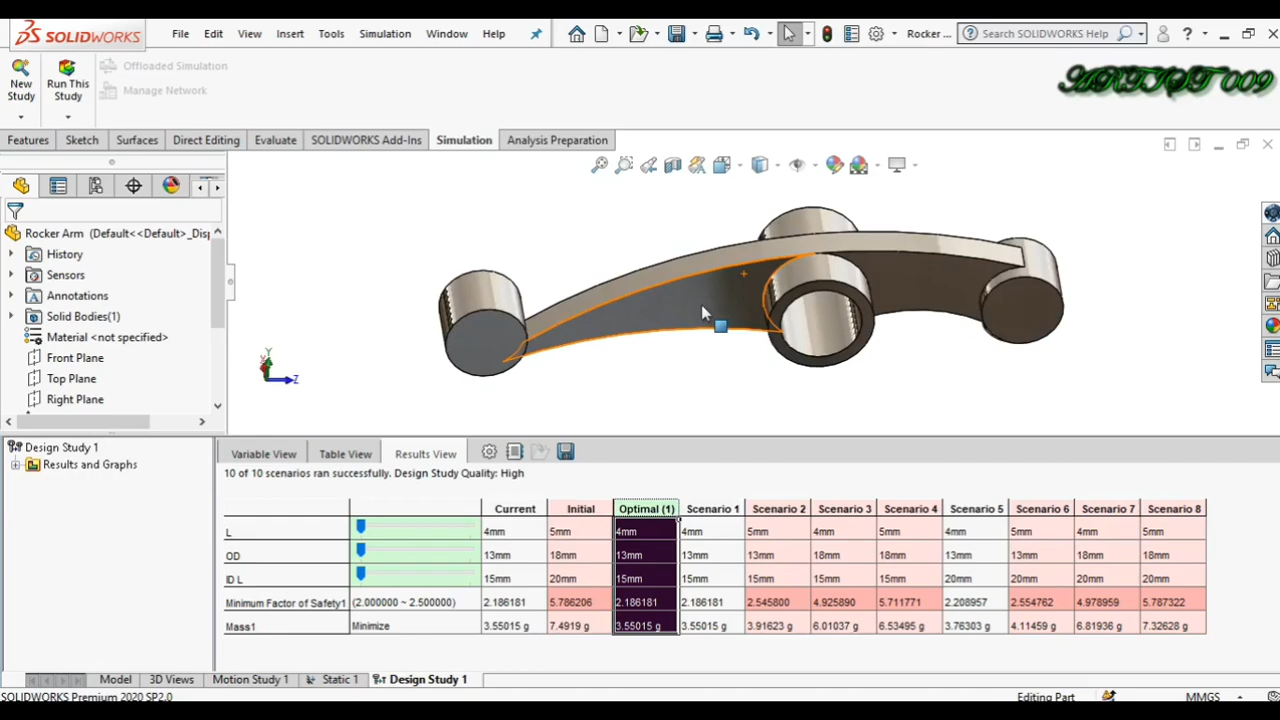 SOLIDWORKS File Edit View Insert Tools Simulation Window Help Rocker ... Search SOLIDWORKS Help ?
New Study
Run This Study
Offloaded Simulation
Manage Network
ARTIST 009
Features Sketch Surfaces Direct Editing Evaluate SOLIDWORKS Add-Ins Simulation Analysis Preparation
Rocker Arm (Default<<Default>_Disp
History
Sensors
Annotations
Solid Bodies(1)
Material <not specified>
Front Plane
Top Plane
Right Plane
Y
X
Z
Design Study 1
Results and Graphs
Variable View Table View Results View
10 of 10 scenarios ran successfully. Design Study Quality: High
Current Initial Optimal (1) Scenario 1 Scenario 2 Scenario 3 Scenario 4 Scenario 5 Scenario 6 Scenario 7 Scenario 8
L 4mm 5mm 4mm 4mm 5mm 4mm 5mm 4mm 5mm 4mm 5mm
OD 13mm 18mm 13mm 13mm 13mm 18mm 18mm 13mm 13mm 18mm 18mm
ID L 15mm 20mm 15mm 15mm 15mm 15mm 15mm 20mm 20mm 20mm 20mm
Minimum Factor of Safety1 (2.000000 ~ 2.500000) 2.186181 5.786206 2.186181 2.186181 2.545800 4.925890 5.711771 2.208957 2.554762 4.978959 5.787322
Mass1 Minimize 3.55015 g 7.4919 g 3.55015 g 3.55015 g 3.91623 g 6.01037 g 6.53495 g 3.76303 g 4.11459 g 6.81936 g 7.32628 g
Model 3D Views Motion Study 1 Static 1 Design Study 1
SOLIDWORKS Premium 2020 SP2.0 Editing Part MMGS